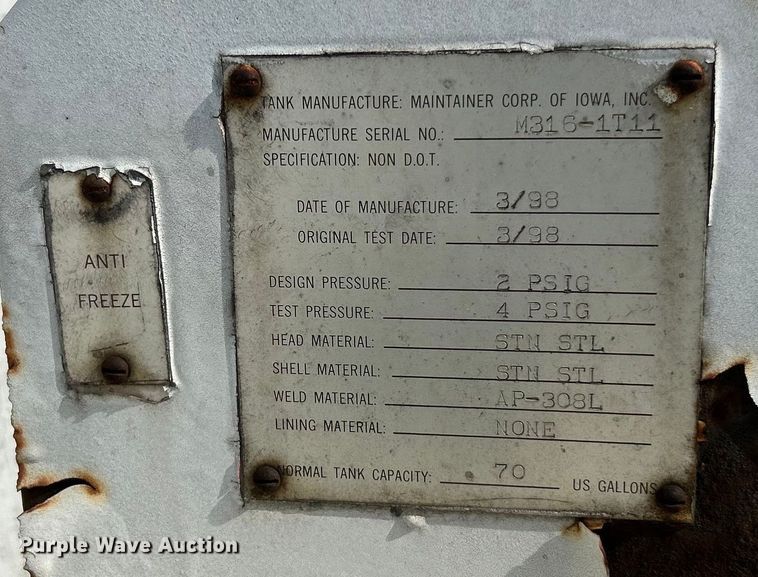 TANK MANUFACTURE: MAINTAINER CORP. OF IOWA, INC.
MANUFACTURE SERIAL NO.: M316-1T11
SPECIFICATION: NON D.O.T.
DATE OF MANUFACTURE: 3/98
ORIGINAL TEST DATE: 3/98
DESIGN PRESSURE: 2 PSIG
TEST PRESSURE: 4 PSIG
HEAD MATERIAL: STN STL
SHELL MATERIAL: STN STL
WELD MATERIAL: AP-308L
LINING MATERIAL: NONE
NORMAL TANK CAPACITY: 70 US GALLONS
ANTI
FREEZE
Purple Wave Auction